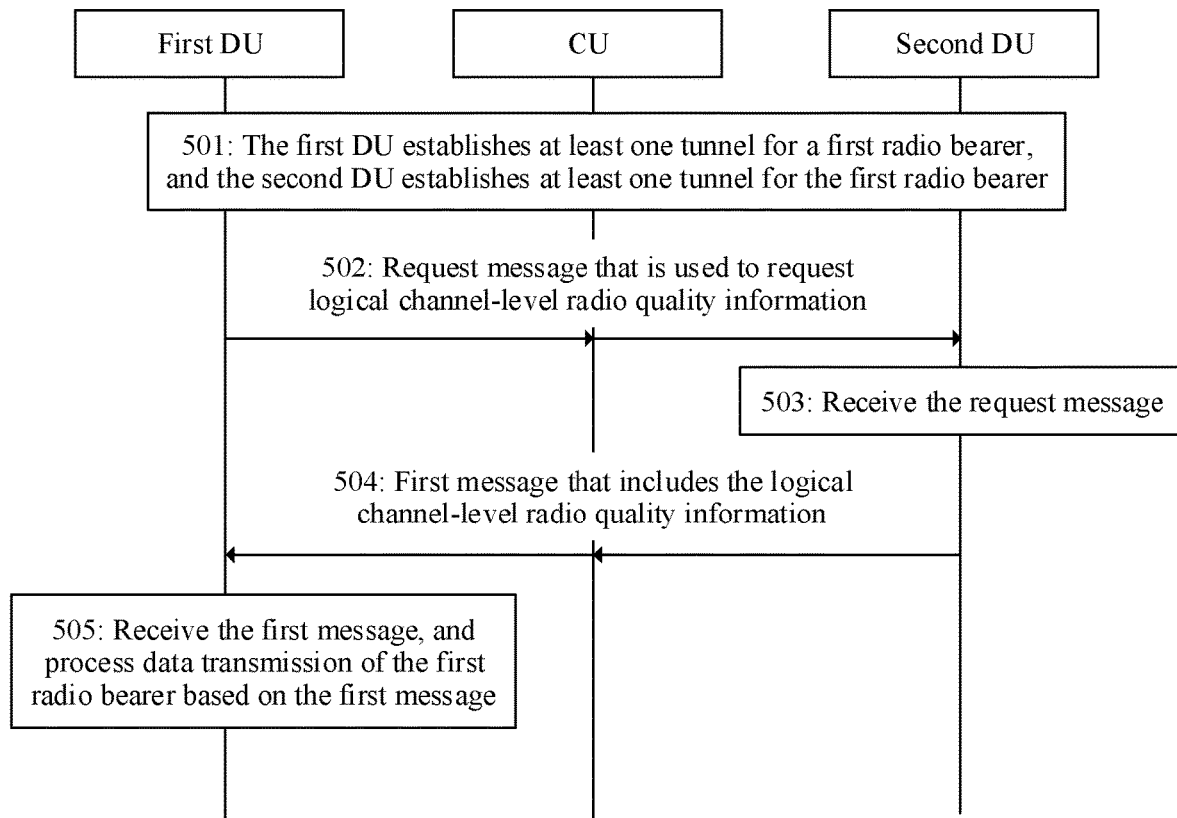 First DU
CU
Second DU
501: The first DU establishes at least one tunnel for a first radio bearer,
and the second DU establishes at least one tunnel for the first radio bearer
502: Request message that is used to request
logical channel-level radio quality information
503: Receive the request message
504: First message that includes the logical
channel-level radio quality information
505: Receive the first message, and
process data transmission of the first
radio bearer based on the first message